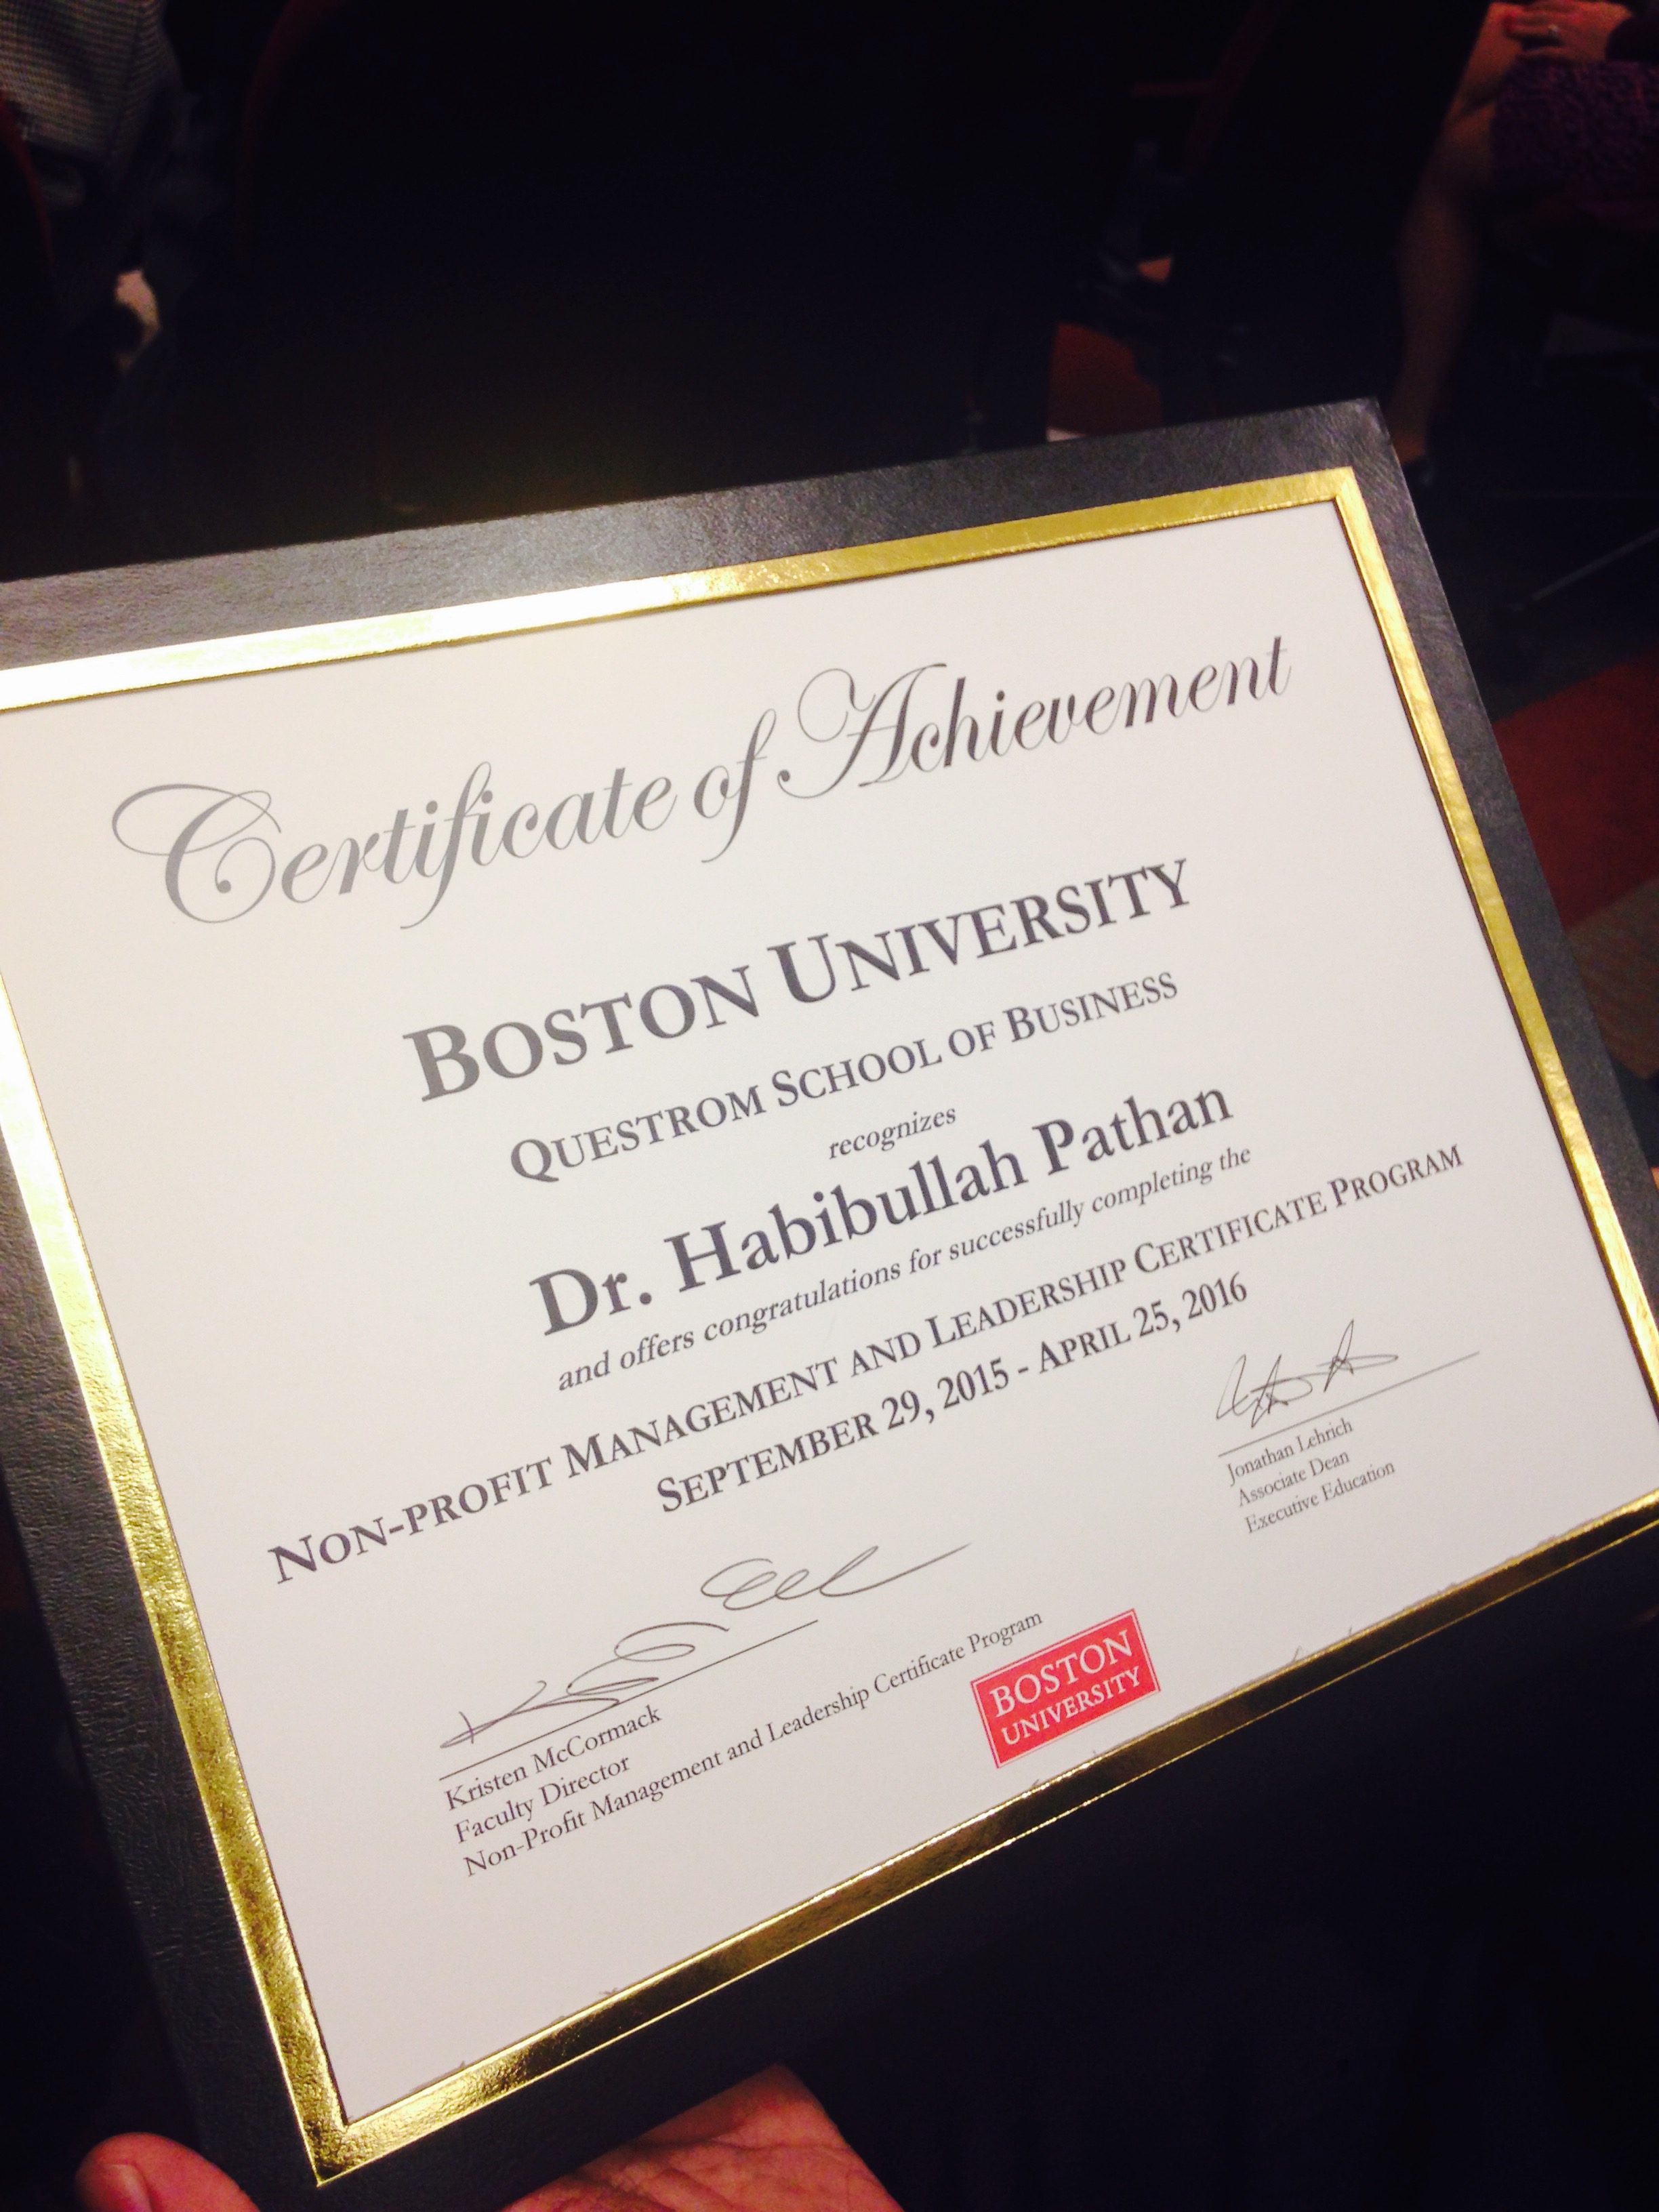 Certificate of Achievement
BOSTON UNIVERSITY
QUESTROM SCHOOL OF BUSINESS
recognizes
Dr. Habibullah Pathan
and offers congratulations for successfully completing the
NON-PROFIT MANAGEMENT AND LEADERSHIP CERTIFICATE PROGRAM
SEPTEMBER 29, 2015 - APRIL 25, 2016
Jonathan Lehrich
Associate Dean
Executive Education
Kristen McCormack
Faculty Director
Non-Profit Management and Leadership Certificate Program
BOSTON
UNIVERSITY